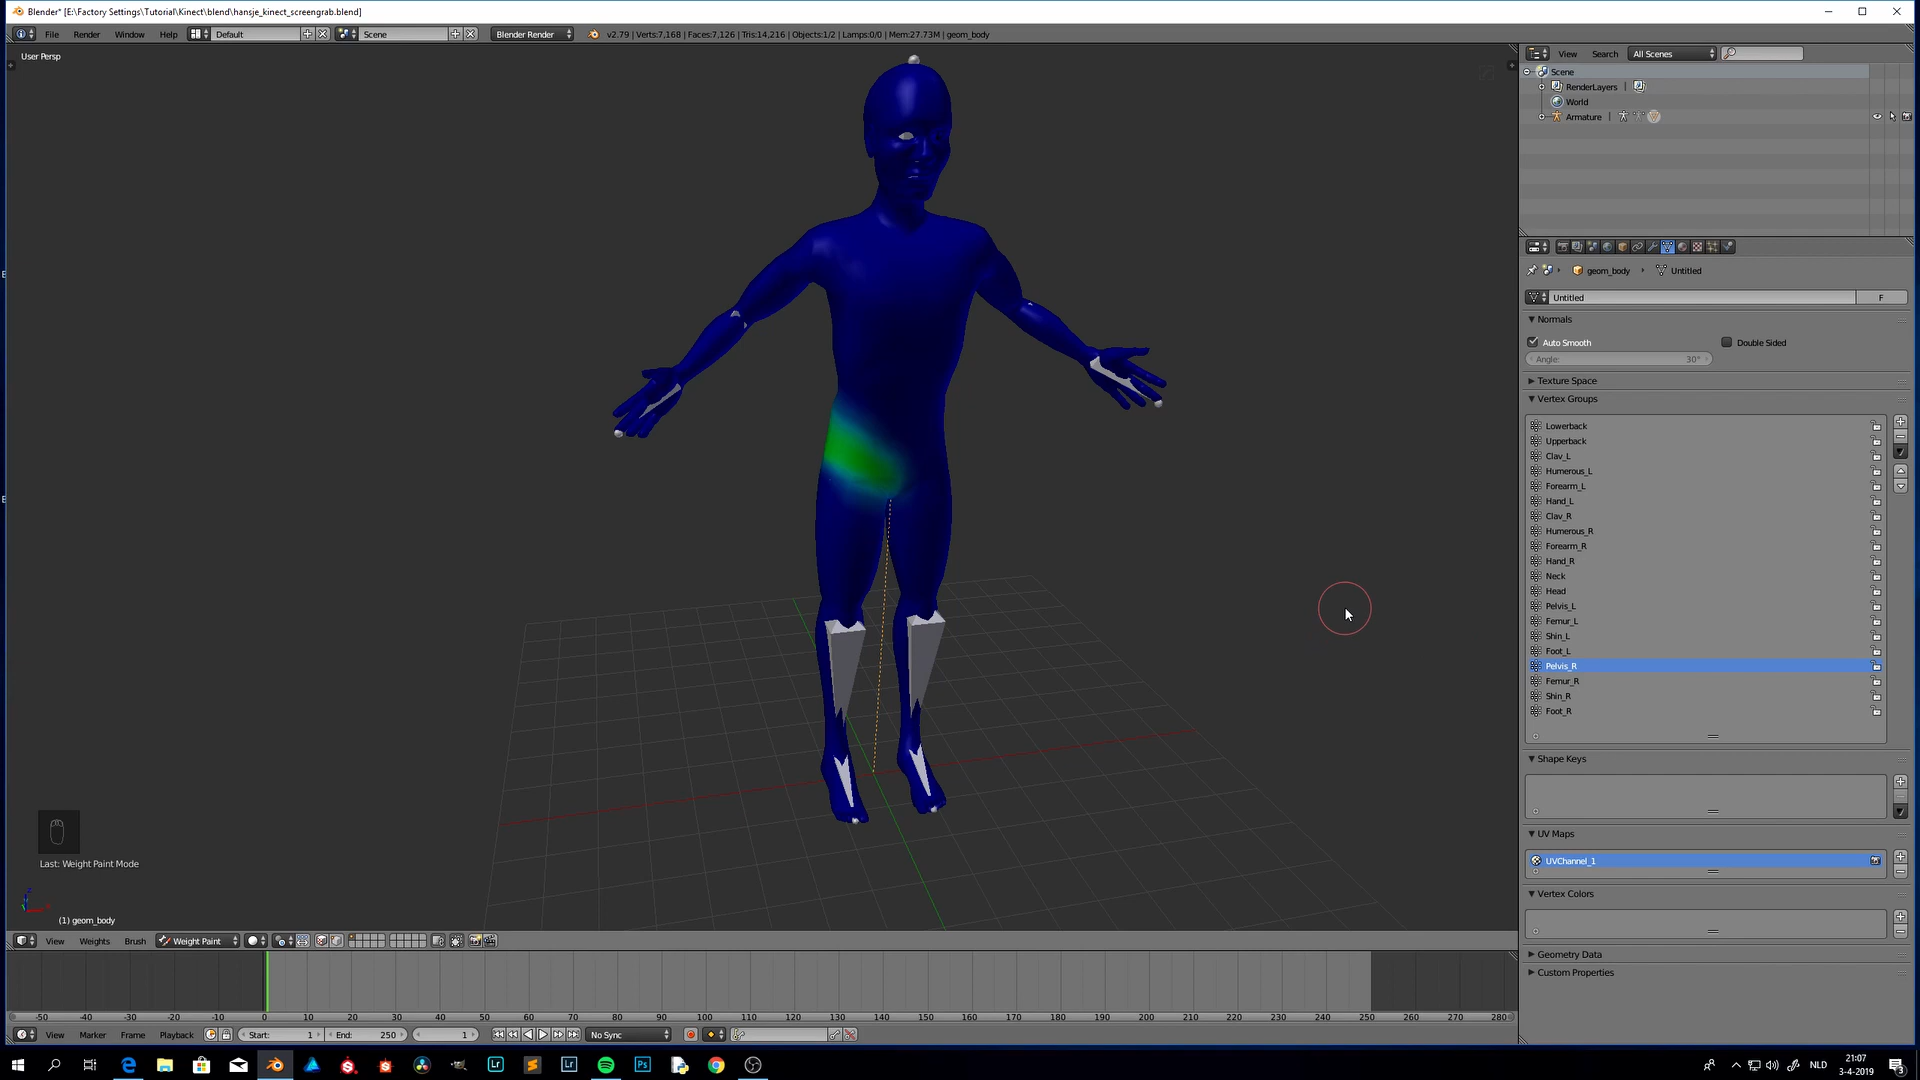 Blender* [E:\Factory Settings\Tutorial\Kinect\blend\hansje_kinect_screengrab.blend]
File Render Window Help Default Scene Blender Render v2.79 | Verts:7,168 | Faces:7,126 | Tris:14,216 | Objects:1/2 | Lamps:0/0 | Mem:27.73M | geom_body
User Persp
View Search All Scenes
Scene
RenderLayers
World
Armature
geom_body Untitled
Untitled F
Normals
Auto Smooth Double Sided
Angle: 30°
Texture Space
Vertex Groups
Lowerback
Upperback
Clav_L
Humerous_L
Forearm_L
Hand_L
Clav_R
Humerous_R
Forearm_R
Hand_R
Neck
Head
Pelvis_L
Femur_L
Shin_L
Foot_L
Pelvis_R
Femur_R
Shin_R
Foot_R
Shape Keys
UV Maps
UVChannel_1
Vertex Colors
Geometry Data
Custom Properties
Last: Weight Paint Mode
(1) geom_body
View Weights Brush Weight Paint
-50 -40 -30 -20 -10 0 10 20 30 40 50 60 70 80 90 100 110 120 130 140 150 160 170 180 190 200 210 220 230 240 250 260 270 280
View Marker Frame Playback Start: 1 End: 250 1 No Sync
Lr Lr Ps
NLD
21:07
3-4-2019